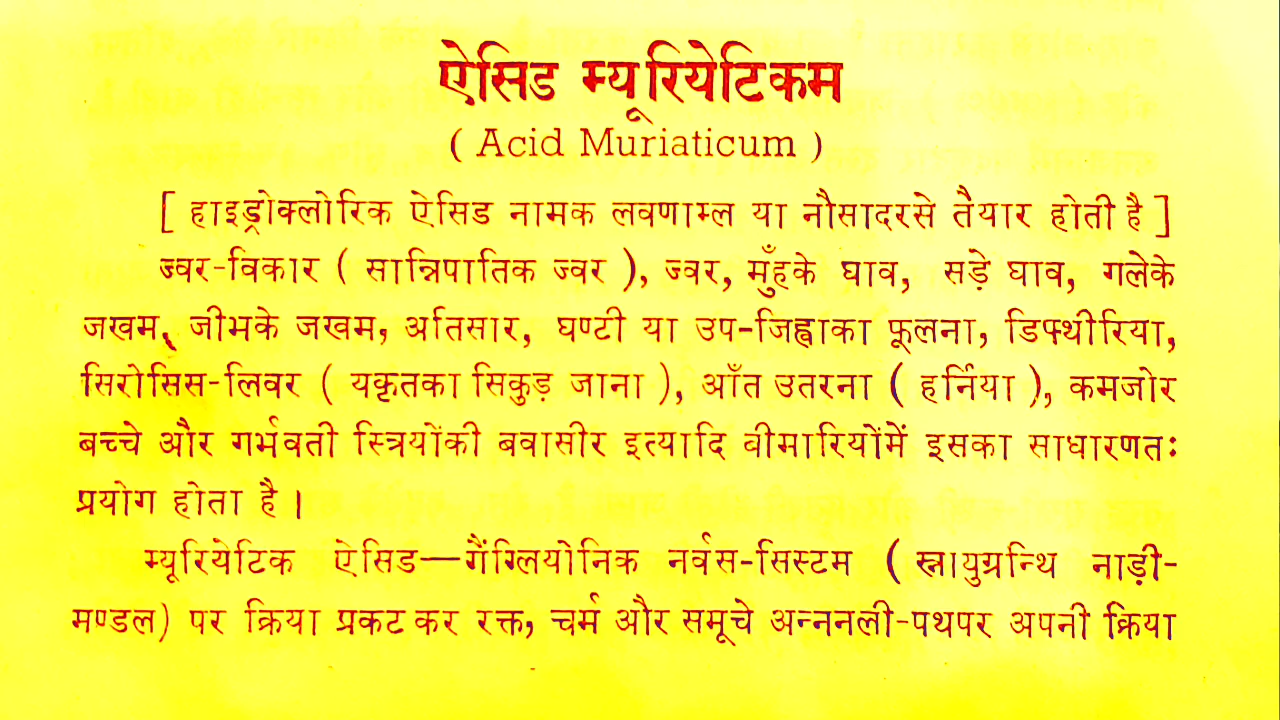 ऐसिड म्यूरियेटिकम
( Acid Muriaticum )
[ हाइड्रोक्लोरिक ऐसिड नामक लवणाम्ल या नौसादरसे तैयार होती है ]
ज्वर-विकार ( सान्निपातिक ज्वर ), ज्वर, मुँहके घाव, सड़े घाव, गलेके
जखम, जीभके जखम, अतिसार, घण्टी या उप-जिह्वाका फूलना, डिफ्थीरिया,
सिरोसिस-लिवर ( यकृतका सिकुड़ जाना ), आँत उतरना ( हर्निया ), कमजोर
बच्चे और गर्भवती स्त्रियोंकी बवासीर इत्यादि बीमारियोंमें इसका साधारणतः
प्रयोग होता है ।
म्यूरियेटिक ऐसिड—गैंग्लियोनिक नर्वस-सिस्टम ( स्नायुग्रन्थि नाड़ी-
मण्डल) पर क्रिया प्रकट कर रक्त, चर्म और समूचे अन्ननली-पथपर अपनी क्रिया